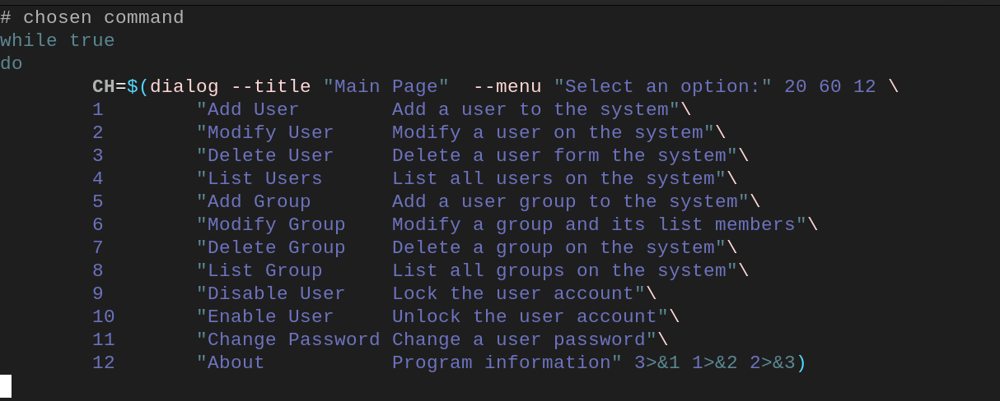 # chosen command
while true
do
        CH=$(dialog --title "Main Page"  --menu "Select an option:" 20 60 12 \
        1        "Add User        Add a user to the system"\
        2        "Modify User     Modify a user on the system"\
        3        "Delete User     Delete a user form the system"\
        4        "List Users      List all users on the system"\
        5        "Add Group       Add a user group to the system"\
        6        "Modify Group    Modify a group and its list members"\
        7        "Delete Group    Delete a group on the system"\
        8        "List Group      List all groups on the system"\
        9        "Disable User    Lock the user account"\
        10       "Enable User     Unlock the user account"\
        11       "Change Password Change a user password"\
        12       "About           Program information" 3>&1 1>&2 2>&3)